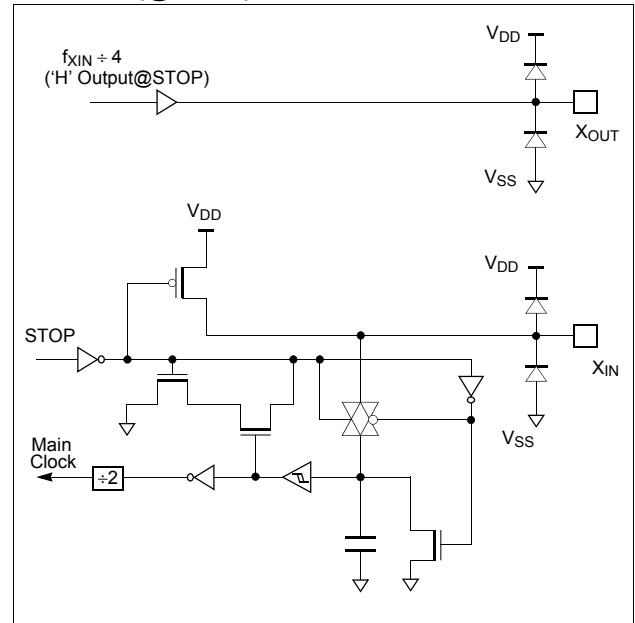 fXIN ÷ 4
('H' Output@STOP)
VDD
XOUT
VSS
VDD
VDD
STOP
XIN
VSS
Main
Clock
÷2